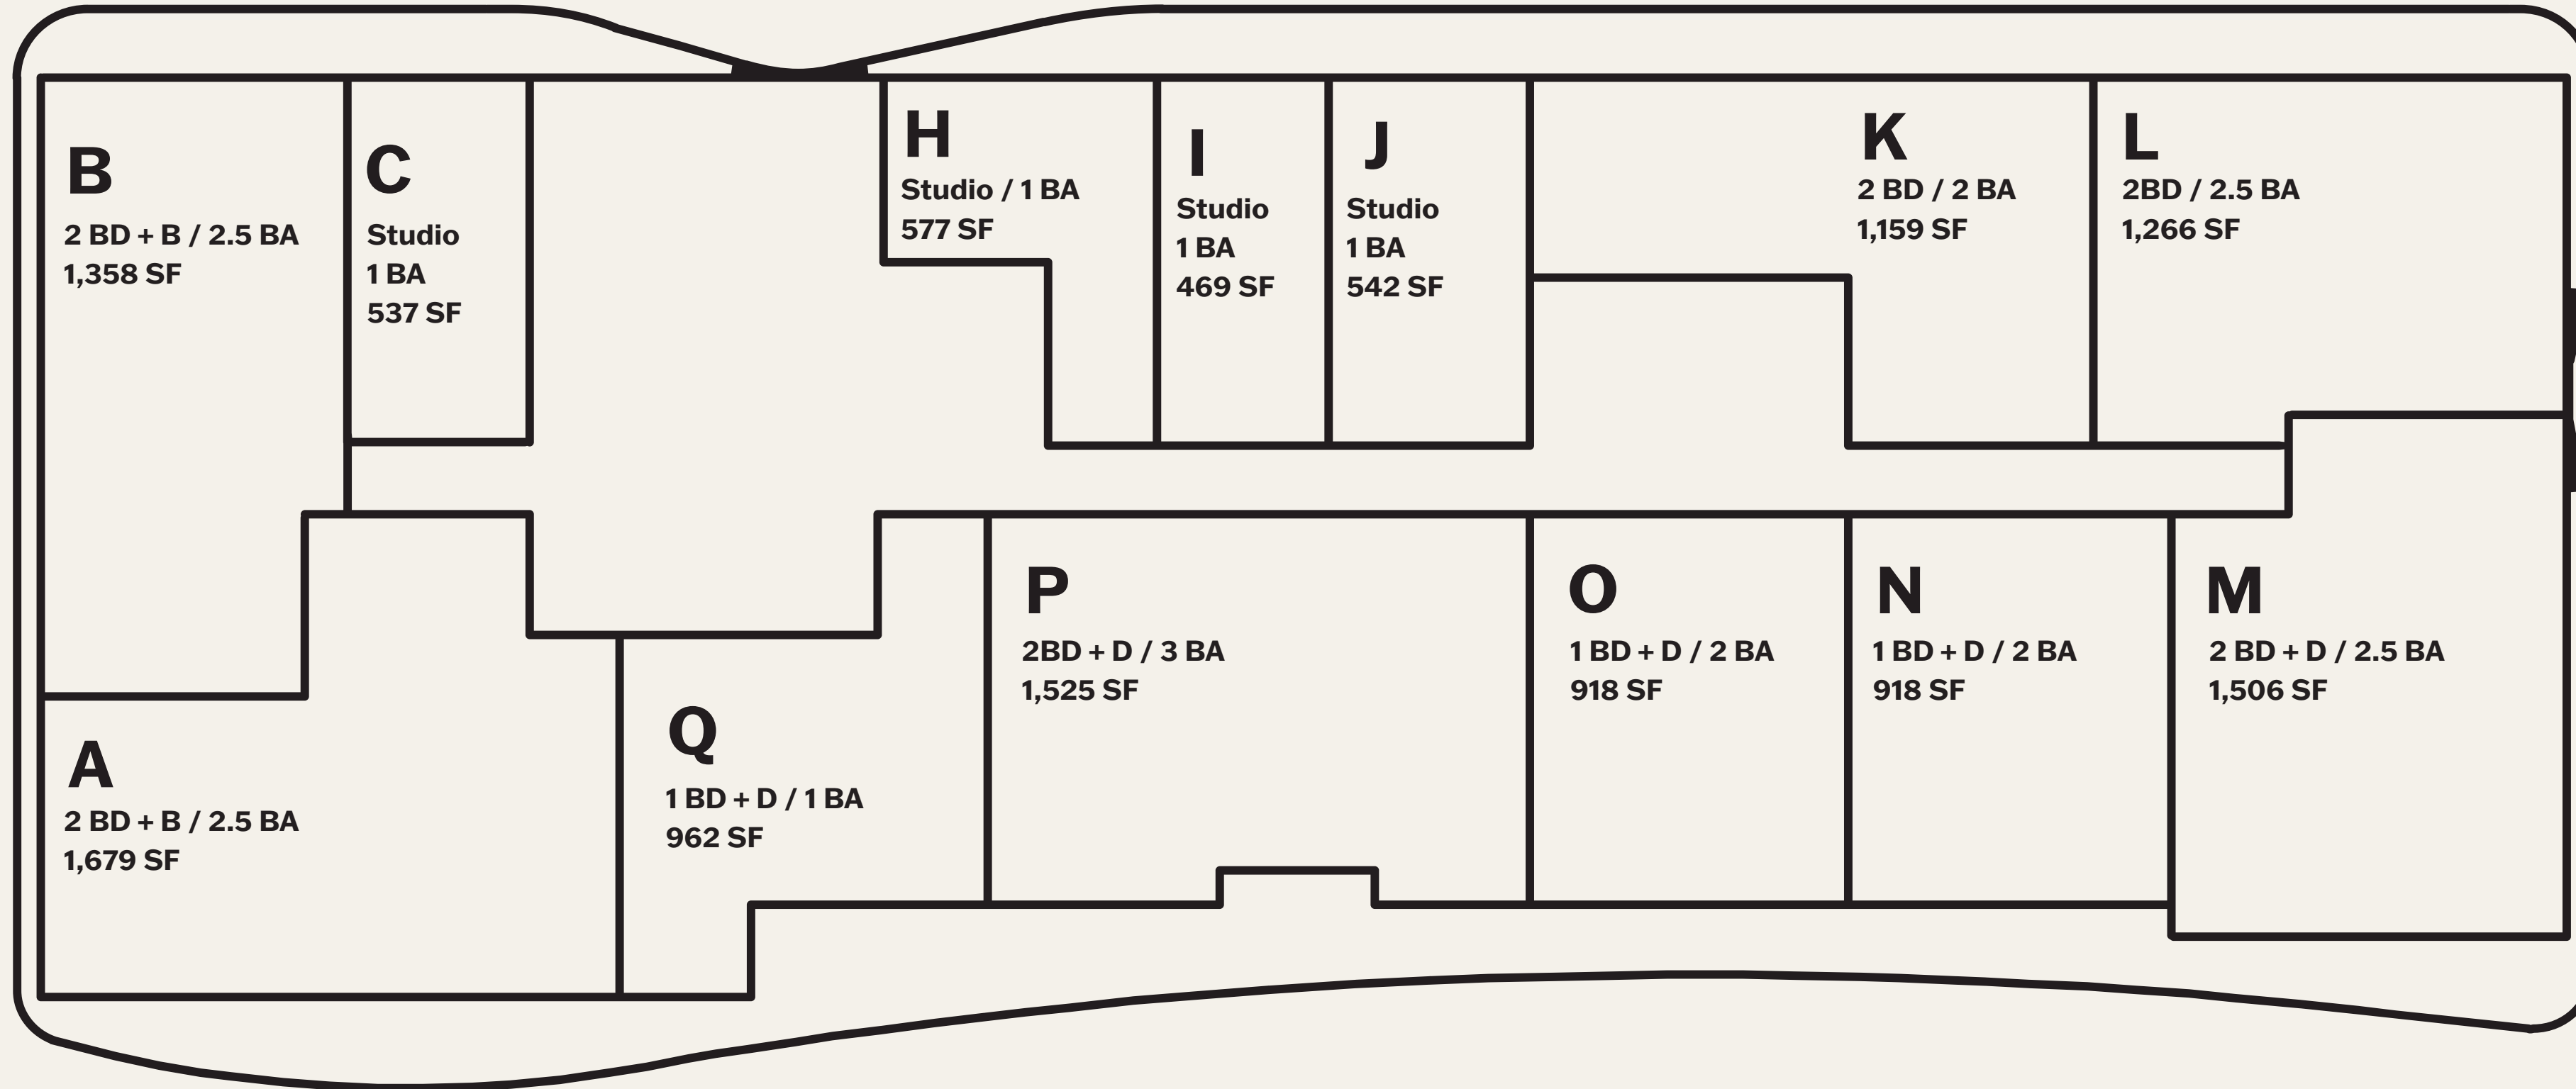 B
2 BD + B / 2.5 BA
1,358 SF
C
Studio
1 BA
537 SF
H
Studio / 1 BA
577 SF
I
Studio
1 BA
469 SF
J
Studio
1 BA
542 SF
K
2 BD / 2 BA
1,159 SF
L
2BD / 2.5 BA
1,266 SF
A
2 BD + B / 2.5 BA
1,679 SF
Q
1 BD + D / 1 BA
962 SF
P
2BD + D / 3 BA
1,525 SF
O
1 BD + D / 2 BA
918 SF
N
1 BD + D / 2 BA
918 SF
M
2 BD + D / 2.5 BA
1,506 SF